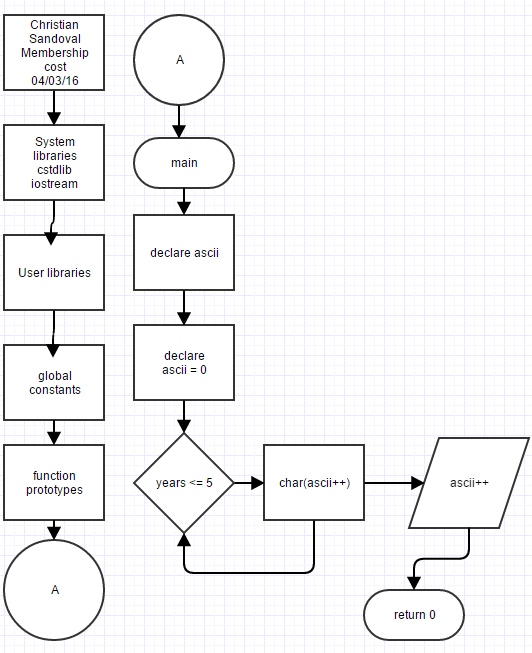 Christian
Sandoval
Membership
cost
04/03/16
System
libraries
cstdlib
iostream
User libraries
global
constants
function
prototypes
A
A
main
declare ascii
declare
ascii = 0
years <= 5
char(ascii++)
ascii++
return 0